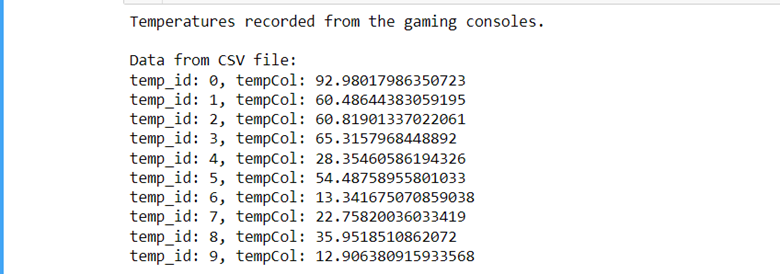 Temperatures recorded from the gaming consoles.
Data from CSV file:
temp_id: 0, tempCol: 92.98017986350723
temp_id: 1, tempCol: 60.48644383059195
temp_id: 2, tempCol: 60.81901337022061
temp_id: 3, tempCol: 65.3157968448892
temp_id: 4, tempCol: 28.35460586194326
temp_id: 5, tempCol: 54.48758955801033
temp_id: 6, tempCol: 13.341675070859038
temp_id: 7, tempCol: 22.75820036033419
temp_id: 8, tempCol: 35.9518510862072
temp_id: 9, tempCol: 12.906380915933568